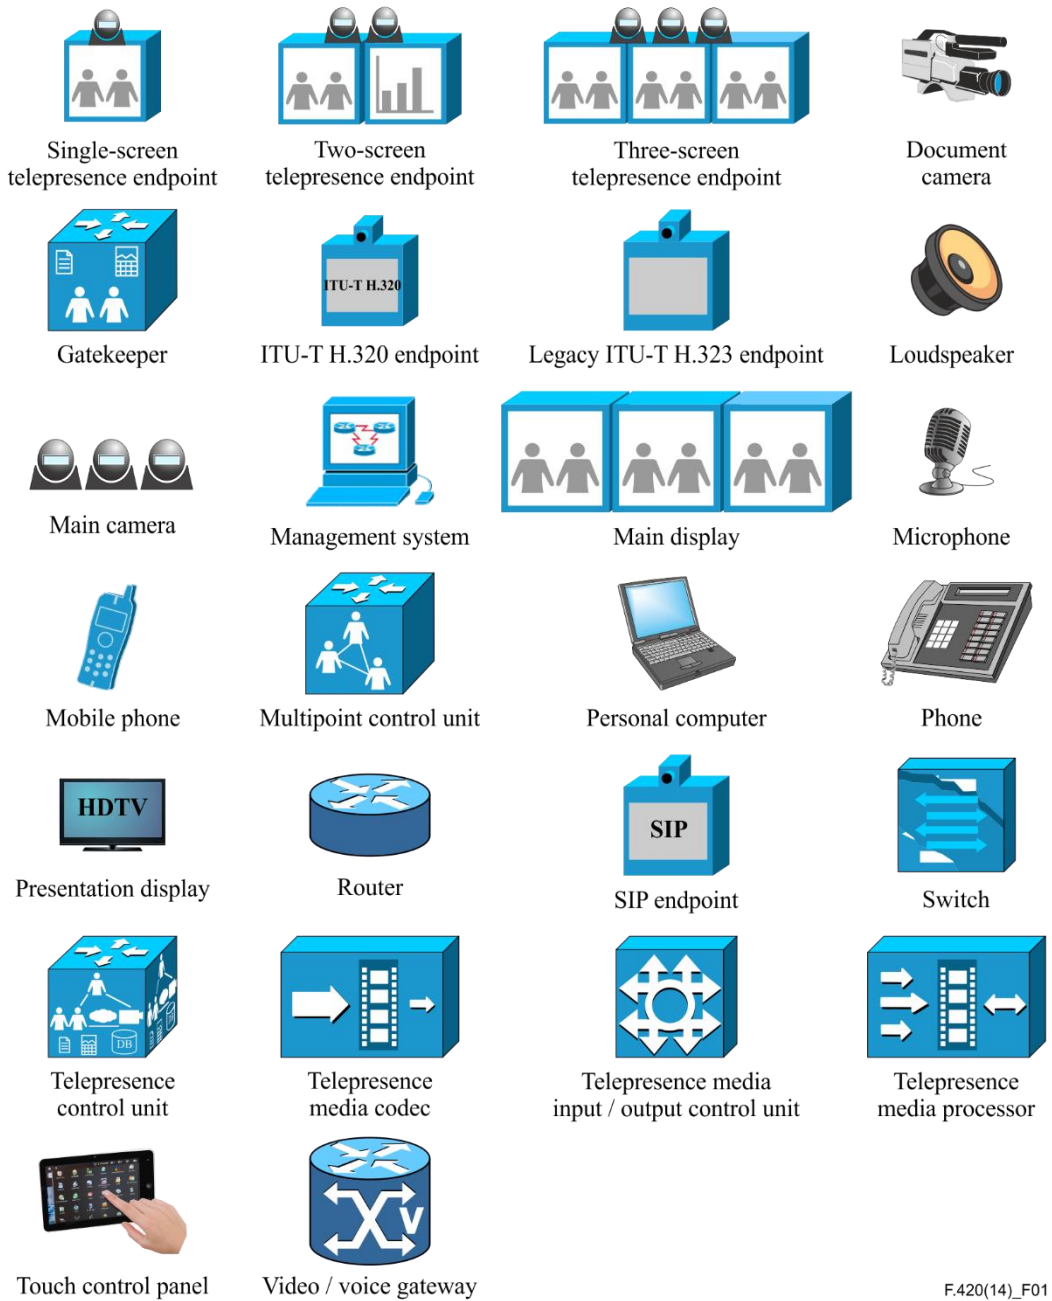 Single-screen
telepresence endpoint
Two-screen
telepresence endpoint
Three-screen
telepresence endpoint
Document
camera
Gatekeeper
ITU-T H.320
ITU-T H.320 endpoint
Legacy ITU-T H.323 endpoint
Loudspeaker
Main camera
Management system
Main display
Microphone
Mobile phone
Multipoint control unit
Personal computer
Phone
HDTV
Presentation display
Router
SIP
SIP endpoint
Switch
DB
Telepresence
control unit
Telepresence
media codec
Telepresence media
input / output control unit
Telepresence
media processor
Touch control panel
V
Video / voice gateway
F.420(14)_F01